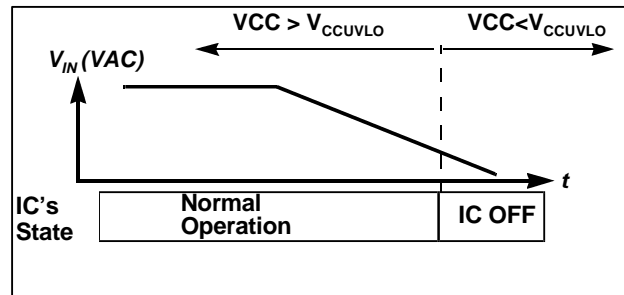 VCC > VCCUVLO
VCC<VCCUVLO
VIN (VAC)
t
IC's
State
Normal
Operation
IC OFF